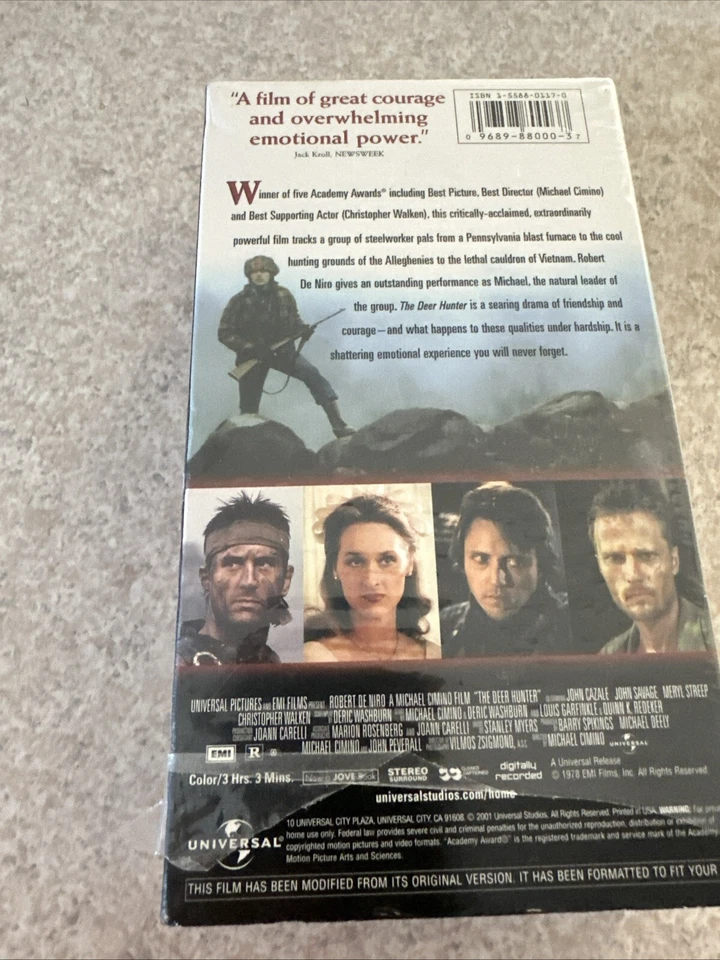 "A film of great courage
and overwhelming
emotional power."
Jack Kroll, NEWSWEEK
ISBN 1-5588-0117-0
0 9689-88000-3 7
Winner of five Academy Awards® including Best Picture, Best Director (Michael Cimino)
and Best Supporting Actor (Christopher Walken), this critically-acclaimed, extraordinarily
powerful film tracks a group of steelworker pals from a Pennsylvania blast furnace to the cool
hunting grounds of the Alleghenies to the lethal cauldron of Vietnam. Robert
De Niro gives an outstanding performance as Michael, the natural leader of
the group. The Deer Hunter is a searing drama of friendship and
courage—and what happens to these qualities under hardship. It is a
shattering emotional experience you will never forget.
UNIVERSAL PICTURES AND EMI FILMS PRESENT ROBERT DE NIRO A MICHAEL CIMINO FILM "THE DEER HUNTER" JOHN CAZALE JOHN SAVAGE MERYL STREEP
CHRISTOPHER WALKEN DERIC WASHBURN MICHAEL CIMINO & DERIC WASHBURN LOUIS GARFINKLE & QUINN K. REDEKER
PRODUCTION JOANN CARELLI MARION ROSENBERG AND JOANN CARELLI STANLEY MYERS BARRY SPIKINGS MICHAEL DEELY
MICHAEL CIMINO JOHN PEVERALL VILMOS ZSIGMOND, A.S.C. MICHAEL CIMINO UNIVERSAL
EMI R
Color/3 Hrs. 3 Mins. JOVE STEREO SURROUND digitally recorded
A Universal Release
© 1978 EMI Films, Inc. All Rights Reserved.
universalstudios.com/home
UNIVERSAL®
10 UNIVERSAL CITY PLAZA, UNIVERSAL CITY, CA 91608. © 2001 Universal Studios. All Rights Reserved. Printed in USA. WARNING: For
home use only. Federal law provides severe civil and criminal penalties for the unauthorized reproduction, distribution or exhibition of
copyrighted motion pictures and video formats. "Academy Award®" is the registered trademark and service mark of the Academy
Motion Picture Arts and Sciences.
THIS FILM HAS BEEN MODIFIED FROM ITS ORIGINAL VERSION. IT HAS BEEN FORMATTED TO FIT YOUR